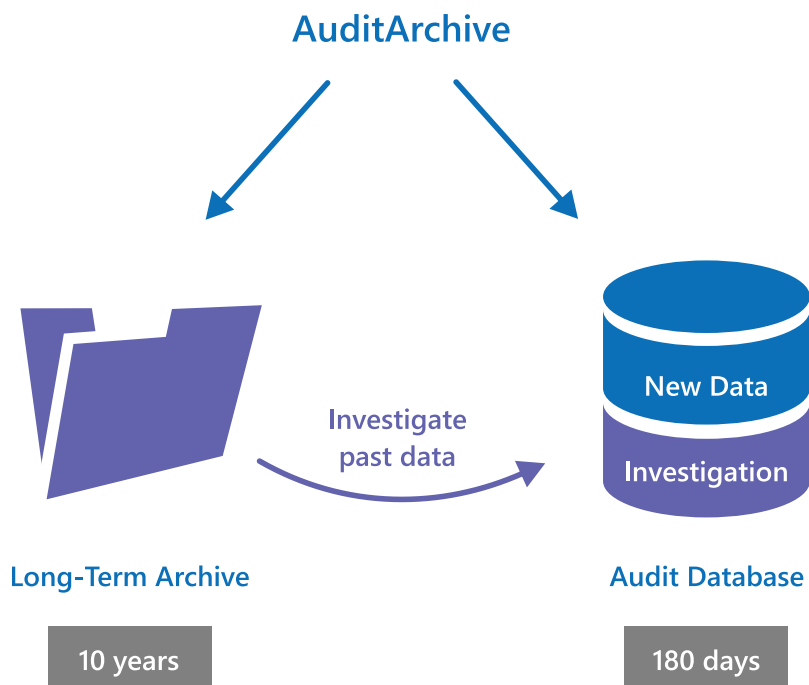 AuditArchive
Investigate
past data
New Data
Investigation
Long-Term Archive
Audit Database
10 years
180 days